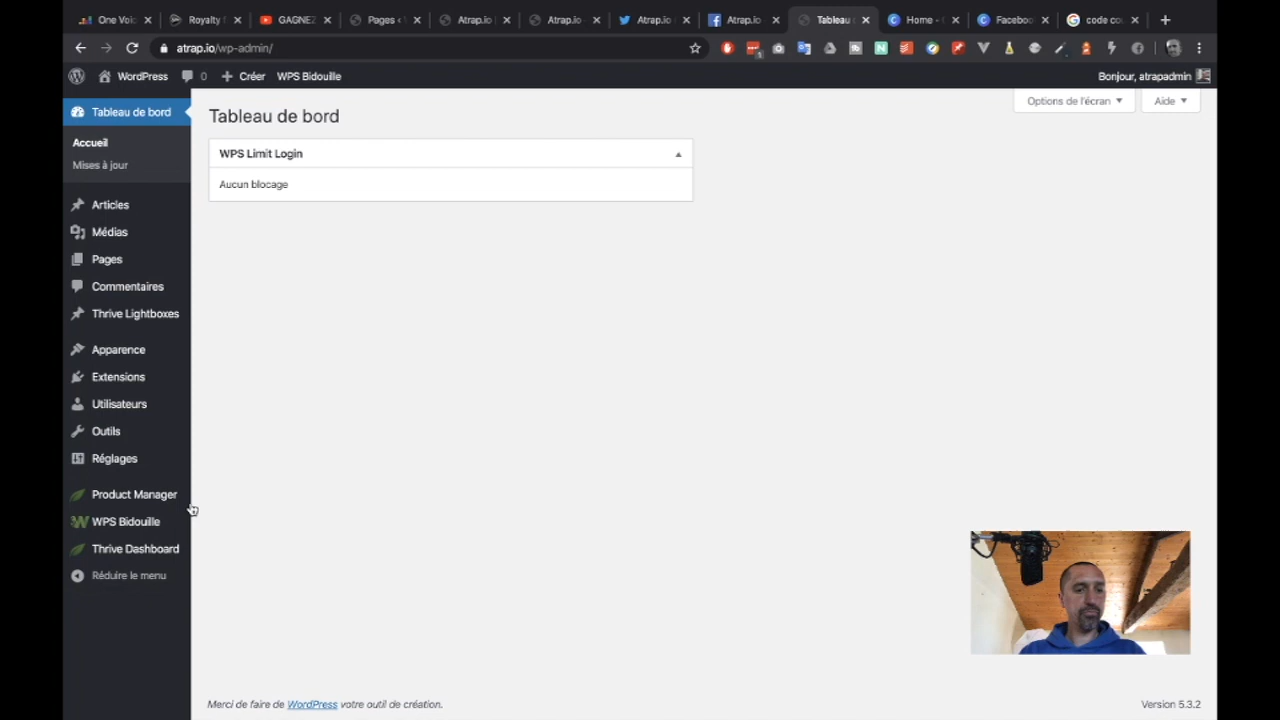 One Voic
Royalty f
GAGNEZ
Pages ‹
Atrap.io
Atrap.io
Atrap.io
Atrap.io
Tableau
Home -
Faceboo
code cou
atrap.io/wp-admin/
WordPress
0
Créer
WPS Bidouille
Bonjour, atrapadmin
Tableau de bord
Accueil
Mises à jour
Articles
Médias
Pages
Commentaires
Thrive Lightboxes
Apparence
Extensions
Utilisateurs
Outils
Réglages
Product Manager
WPS Bidouille
Thrive Dashboard
Réduire le menu
Options de l'écran
Aide
Tableau de bord
WPS Limit Login
Aucun blocage
Merci de faire de WordPress votre outil de création.
Version 5.3.2